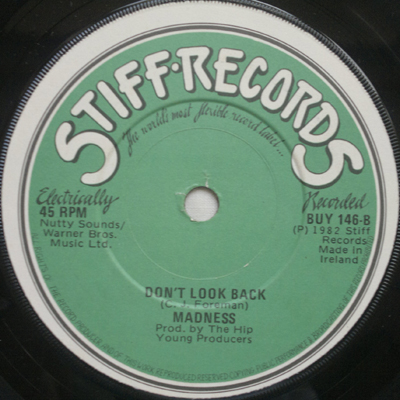 STIFF·RECORDS
The world's most flexible record label...
Electrically
45 RPM
Nutty Sounds/
Warner Bros.
Music Ltd.
Recorded
BUY 146-B
(P) 1982 Stiff
Records
Made in
Ireland
DON'T LOOK BACK
(C. J. Foreman)
MADNESS
Prod. by The Hip
Young Producers